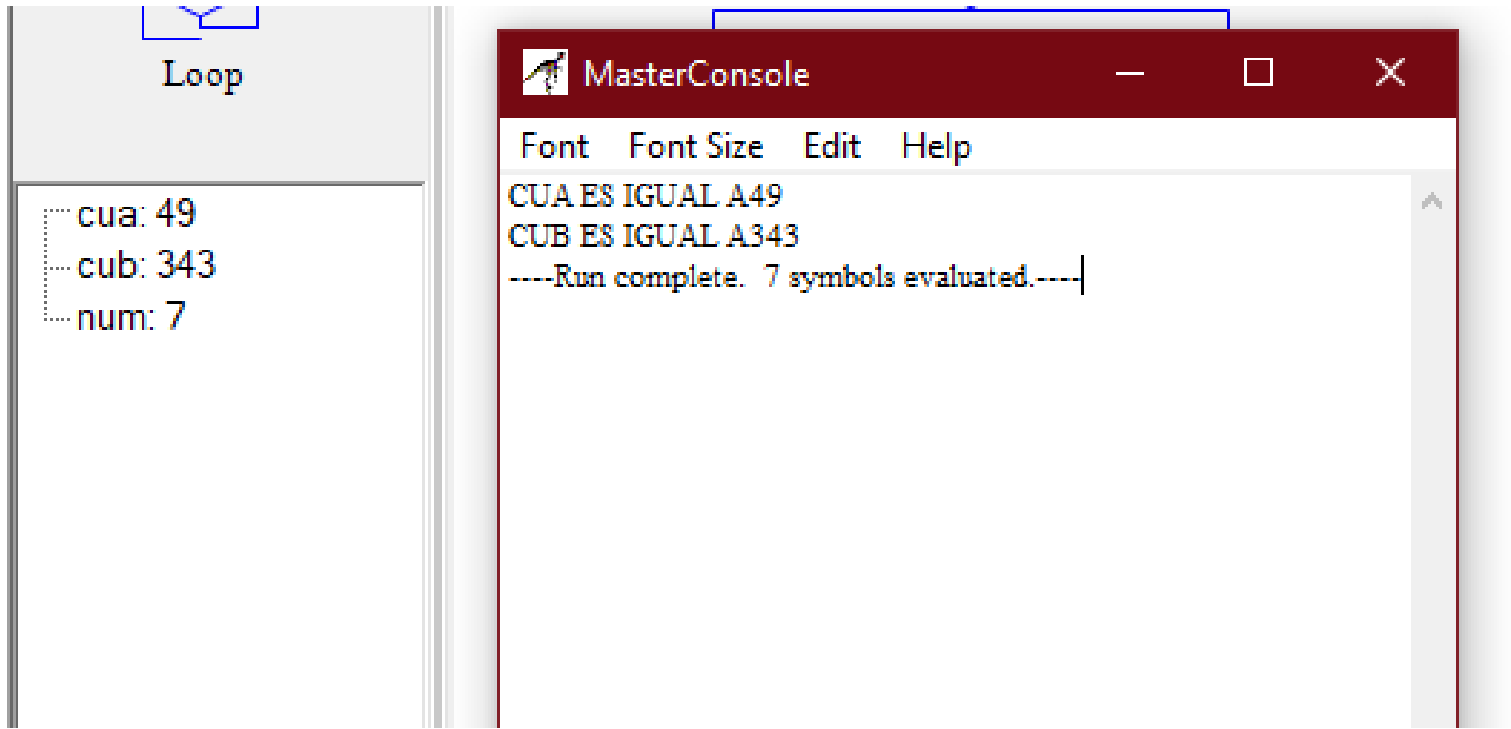 Loop
cua: 49
cub: 343
num: 7
MasterConsole
Font Font Size Edit Help
CUA ES IGUAL A49
CUB ES IGUAL A343
----Run complete.  7 symbols evaluated.----